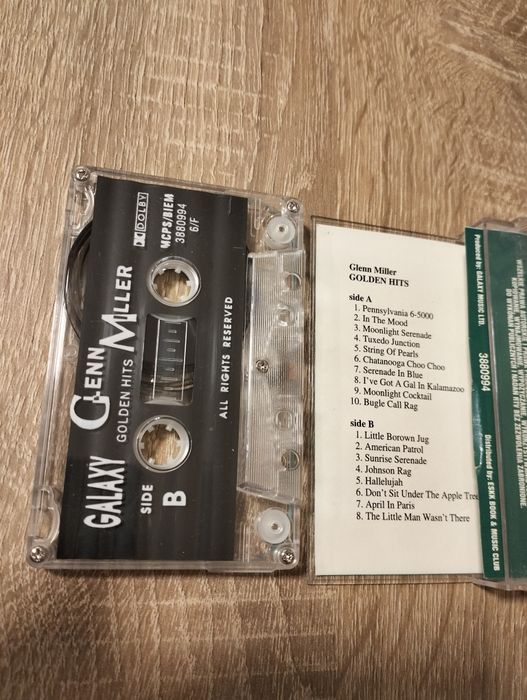 GALAXY
GLENN MILLER
GOLDEN HITS
SIDE
B
DOLBY
MCPS/BIEM
3880994
6/F
ALL RIGHTS RESERVED
Glenn Miller
GOLDEN HITS
side A
1. Pennsylvania 6-5000
2. In The Mood
3. Moonlight Serenade
4. Tuxedo Junction
5. String Of Pearls
6. Chatanooga Choo Choo
7. Serenade In Blue
8. I've Got A Gal In Kalamazoo
9. Moonlight Cocktail
10. Bugle Call Rag
side B
1. Little Borown Jug
2. American Patrol
3. Sunrise Serenade
4. Johnson Rag
5. Hallelujah
6. Don't Sit Under The Apple Tree
7. April In Paris
8. The Little Man Wasn't There
Produced by: GALAXY MUSIC LTD.
3880994
Distributed by: ESKK BOOK & MUSIC CLUB